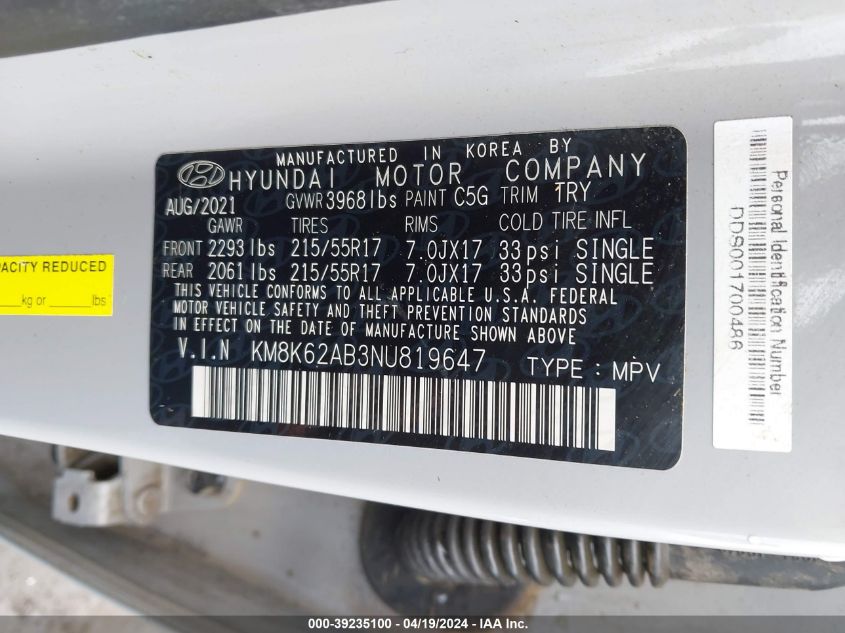 MANUFACTURED IN KOREA BY
HYUNDAI MOTOR COMPANY
AUG/2021 GVWR 3968lbs PAINT C5G TRIM TRY
GAWR TIRES RIMS COLD TIRE INFL
FRONT 2293lbs 215/55R17 7.0JX17 33psi SINGLE
REAR 2061lbs 215/55R17 7.0JX17 33psi SINGLE
THIS VEHICLE CONFORMS TO ALL APPLICABLE U.S.A. FEDERAL
MOTOR VEHICLE SAFETY AND THEFT PREVENTION STANDARDS
IN EFFECT ON THE DATE OF MANUFACTURE SHOWN ABOVE
V.I.N KM8K62AB3NU819647 TYPE : MPV
ACITY REDUCED
kg or ____lbs
Personal Identification Number
DDS001700486
000-39235100 - 04/19/2024 - IAA Inc.